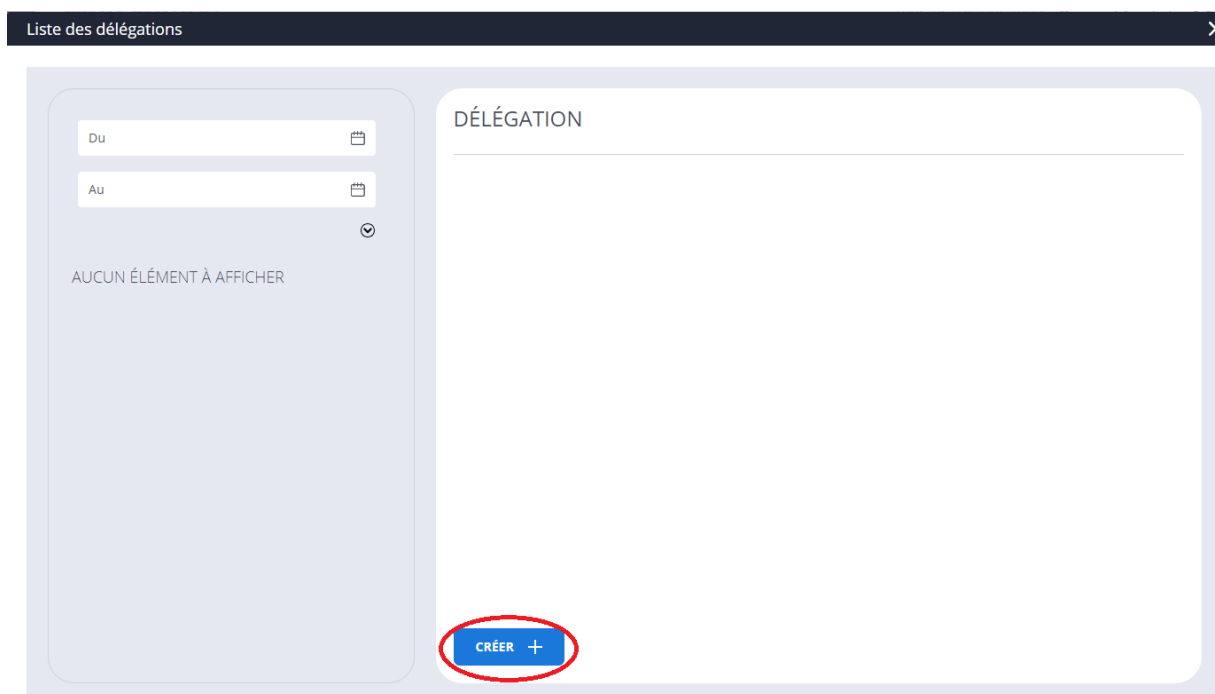 Liste des délégations
Du
Au
AUCUN ÉLÉMENT À AFFICHER
DÉLÉGATION
CRÉER